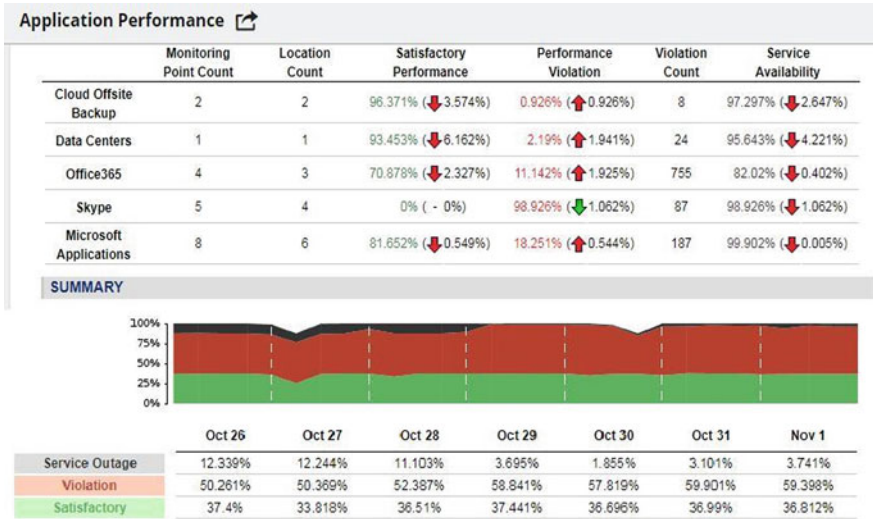 Application Performance
Monitoring Point Count Location Count Satisfactory Performance Performance Violation Violation Count Service Availability
Cloud Offsite Backup 2 2 96.371% (3.574%) 0.926% (0.926%) 8 97.297% (2.647%)
Data Centers 1 1 93.453% (6.162%) 2.19% (1.941%) 24 95.643% (4.221%)
Office365 4 3 70.878% (2.327%) 11.142% (1.925%) 755 82.02% (0.402%)
Skype 5 4 0% ( - 0%) 98.926% (1.062%) 87 98.926% (1.062%)
Microsoft Applications 8 6 81.652% (0.549%) 18.251% (0.544%) 187 99.902% (0.005%)
SUMMARY
100%
75%
50%
25%
0%
Oct 26 Oct 27 Oct 28 Oct 29 Oct 30 Oct 31 Nov 1
Service Outage 12.339% 12.244% 11.103% 3.695% 1.855% 3.101% 3.741%
Violation 50.261% 50.369% 52.387% 58.841% 57.819% 59.901% 59.398%
Satisfactory 37.4% 33.818% 36.51% 37.441% 36.696% 36.99% 36.812%